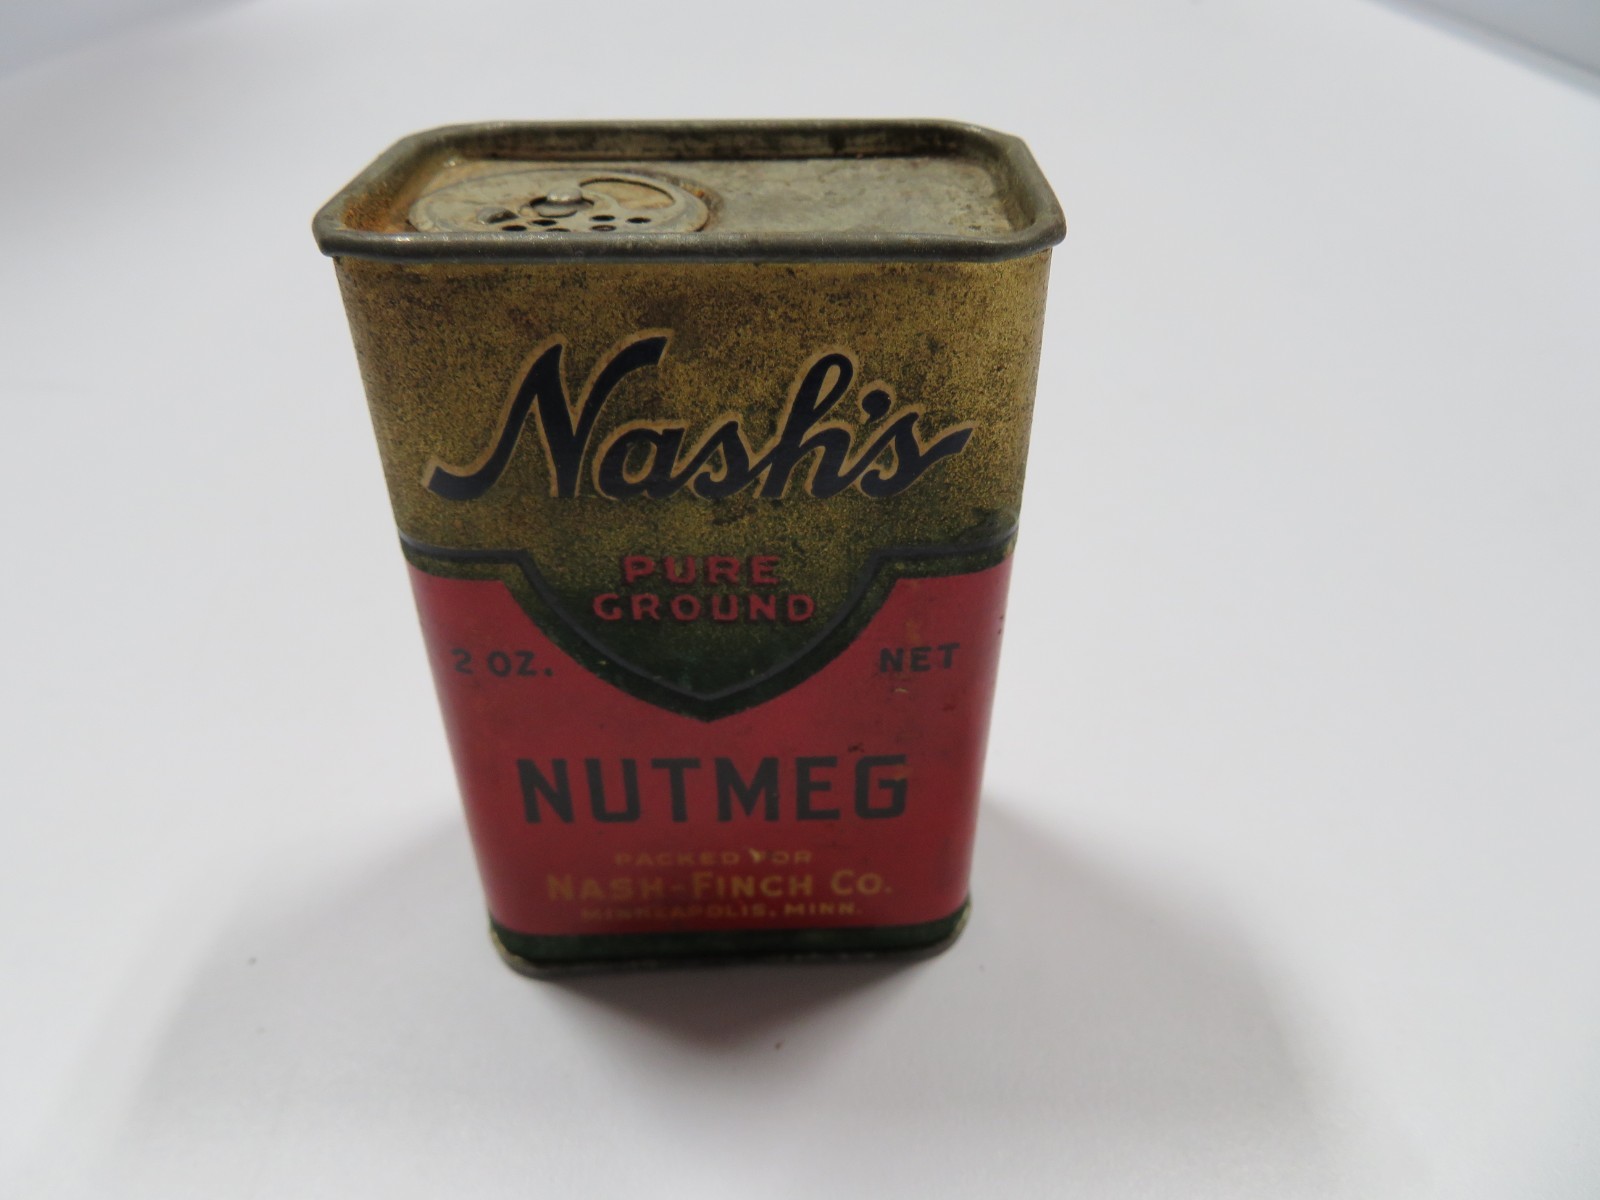 Nash's
PURE
GROUND
2 OZ. NET
NUTMEG
PACKED FOR
NASH-FINCH CO.
MINNEAPOLIS, MINN.